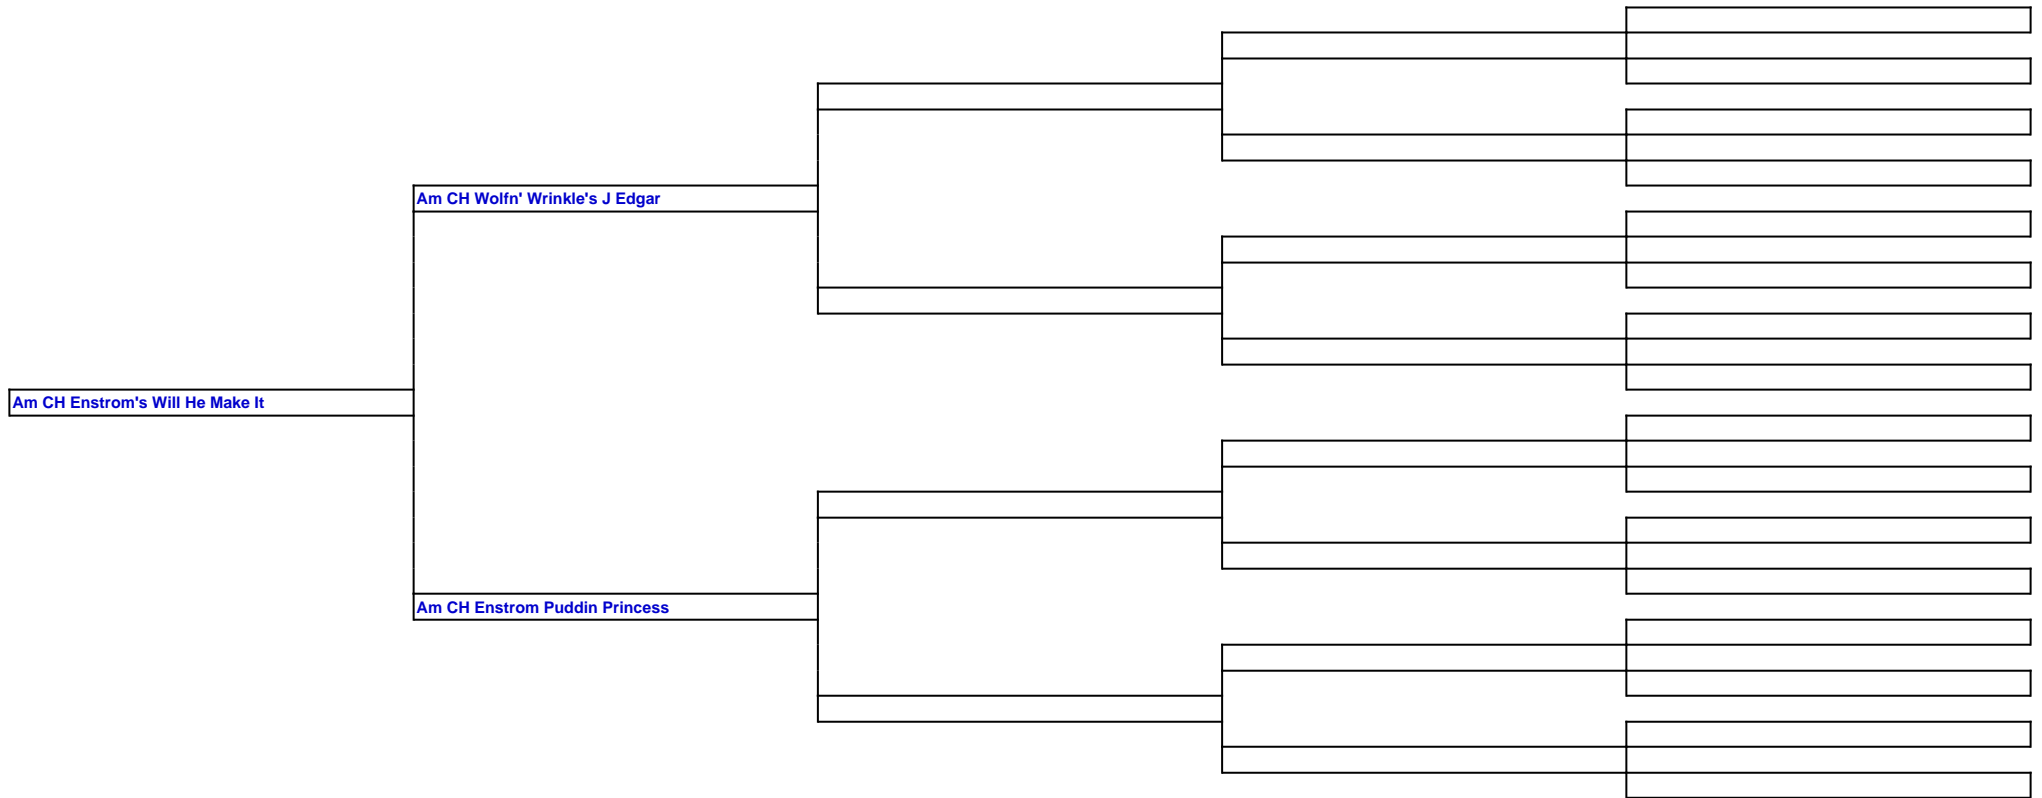 Am CH Wolfn' Wrinkle's J Edgar
Am CH Enstrom's Will He Make It
Am CH Enstrom Puddin Princess